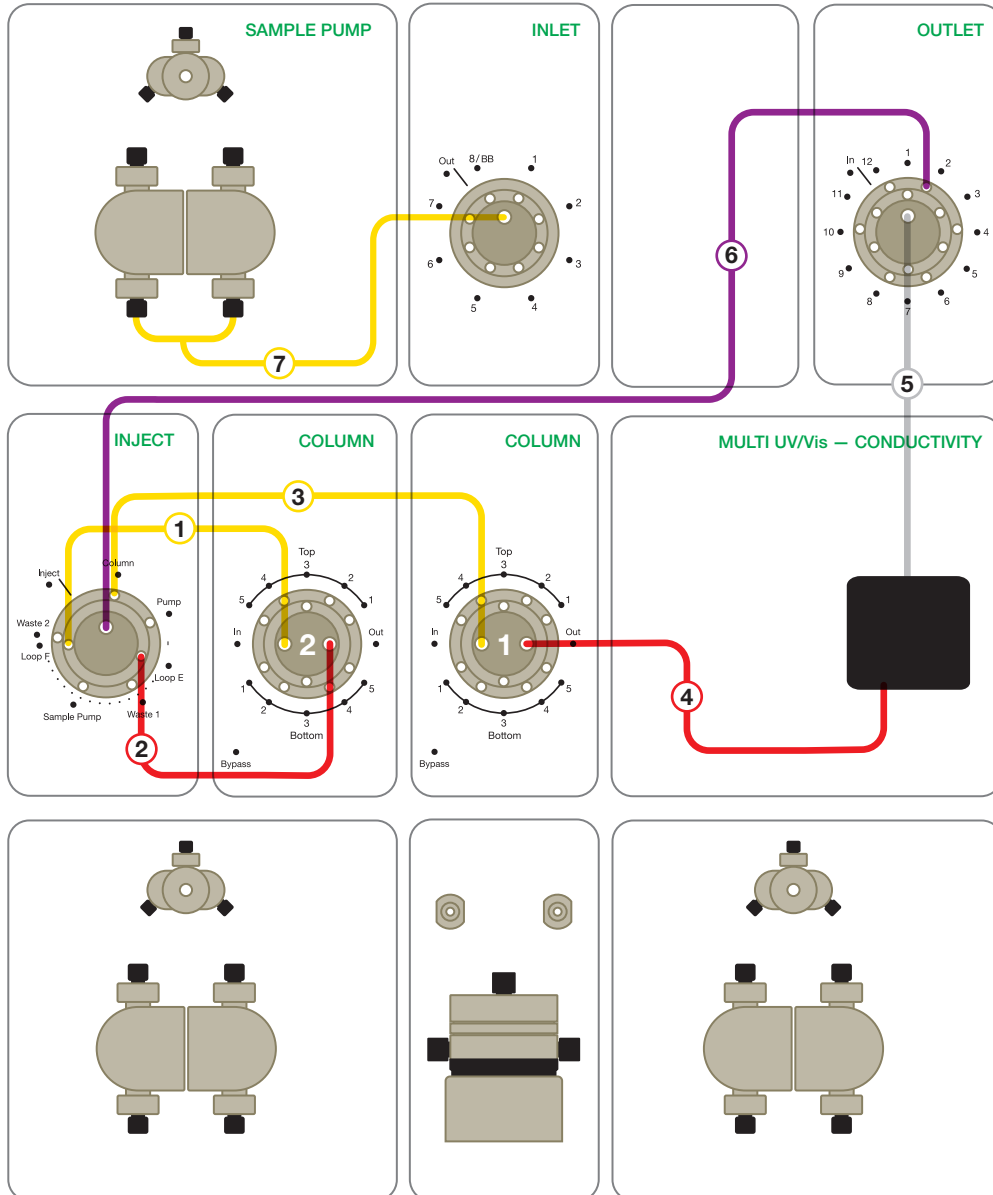 SAMPLE PUMP
INLET
OUTLET
Out
8/BB
1
2
3
4
5
6
7
In
12
1
2
3
4
5
6
7
8
9
10
11
7
6
5
INJECT
COLUMN
COLUMN
MULTI UV/Vis — CONDUCTIVITY
1
3
Inject
Column
Pump
Waste 2
Loop F
Loop E
Sample Pump
Waste 1
2
Top
3
4
2
5
1
In
2
Out
1
5
2
4
3
Bottom
Bypass
Top
3
4
2
5
1
In
1
Out
1
5
2
4
3
Bottom
Bypass
4